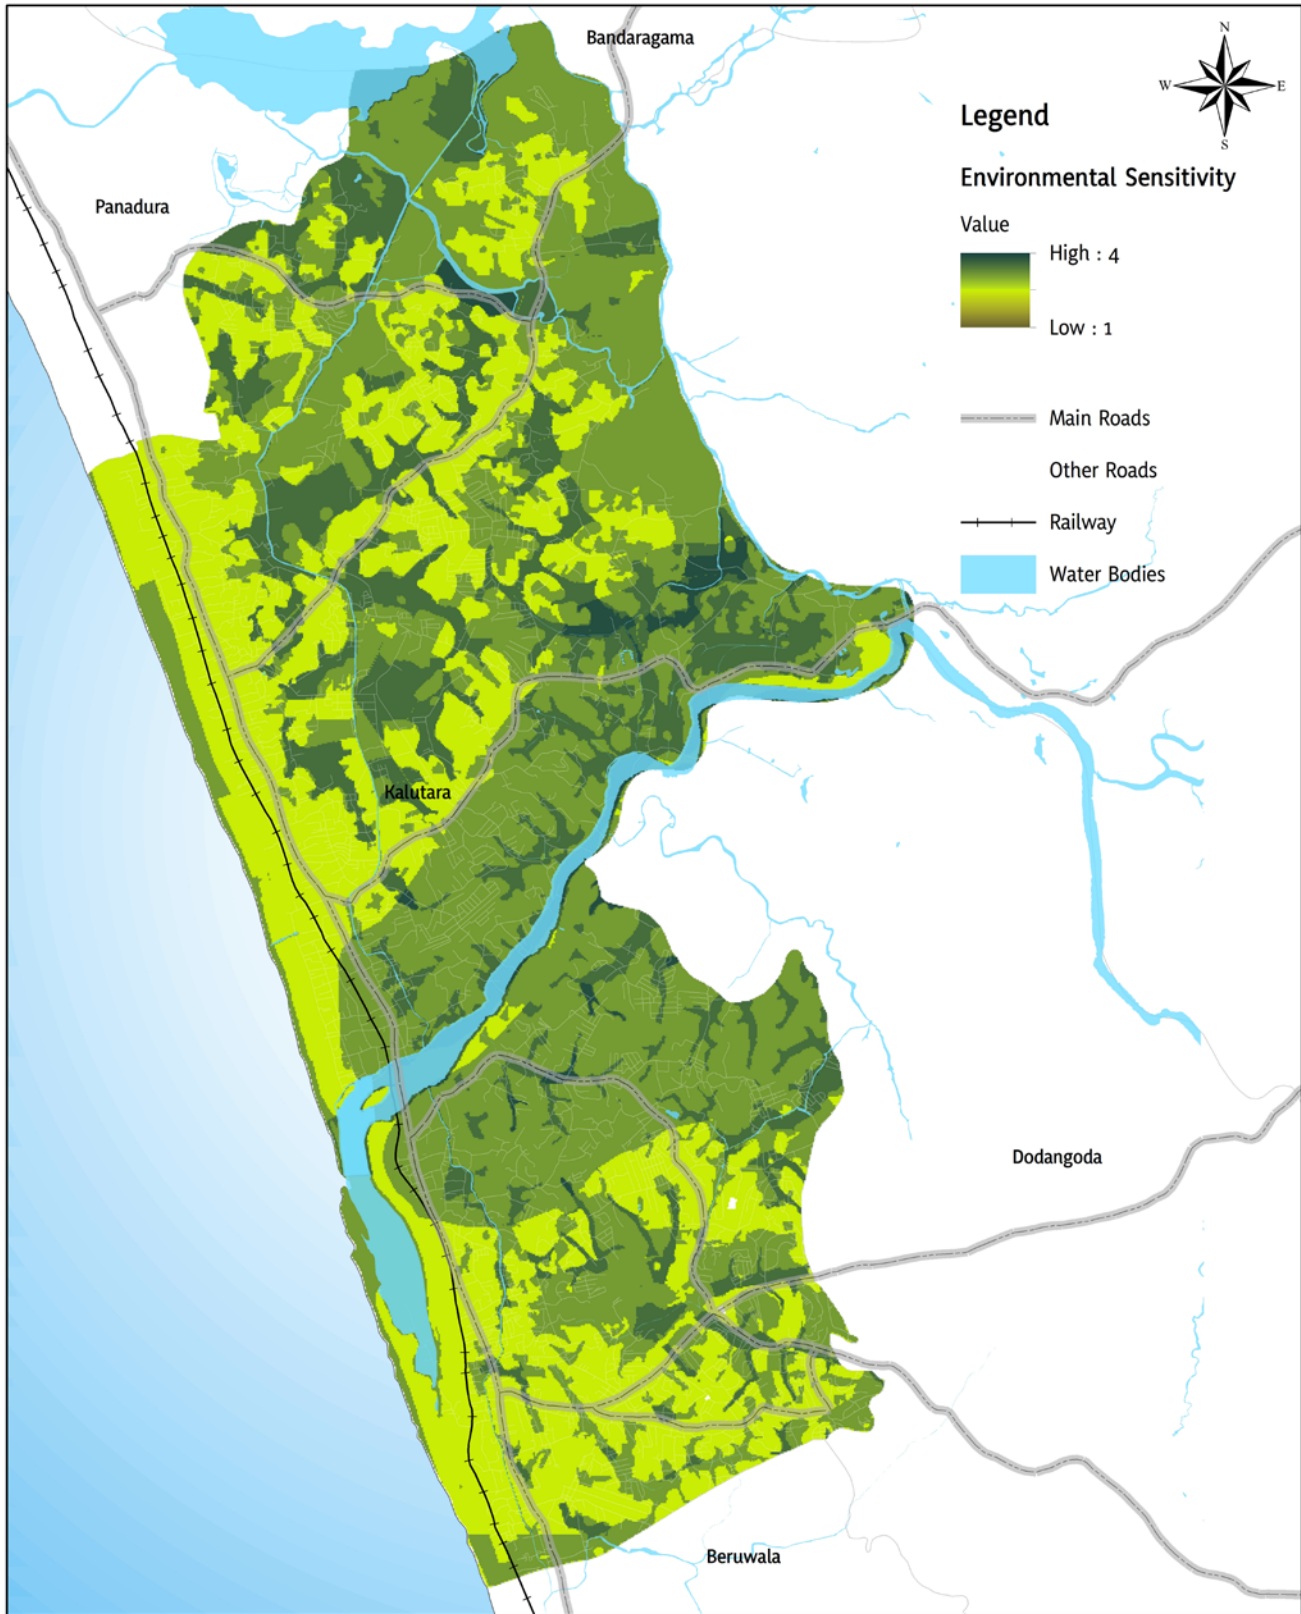 Bandaragama
N
W
E
S
Legend
Environmental Sensitivity
Value
High : 4
Low : 1
Panadura
Main Roads
Other Roads
Railway
Water Bodies
Kalutara
Dodangoda
Beruwala